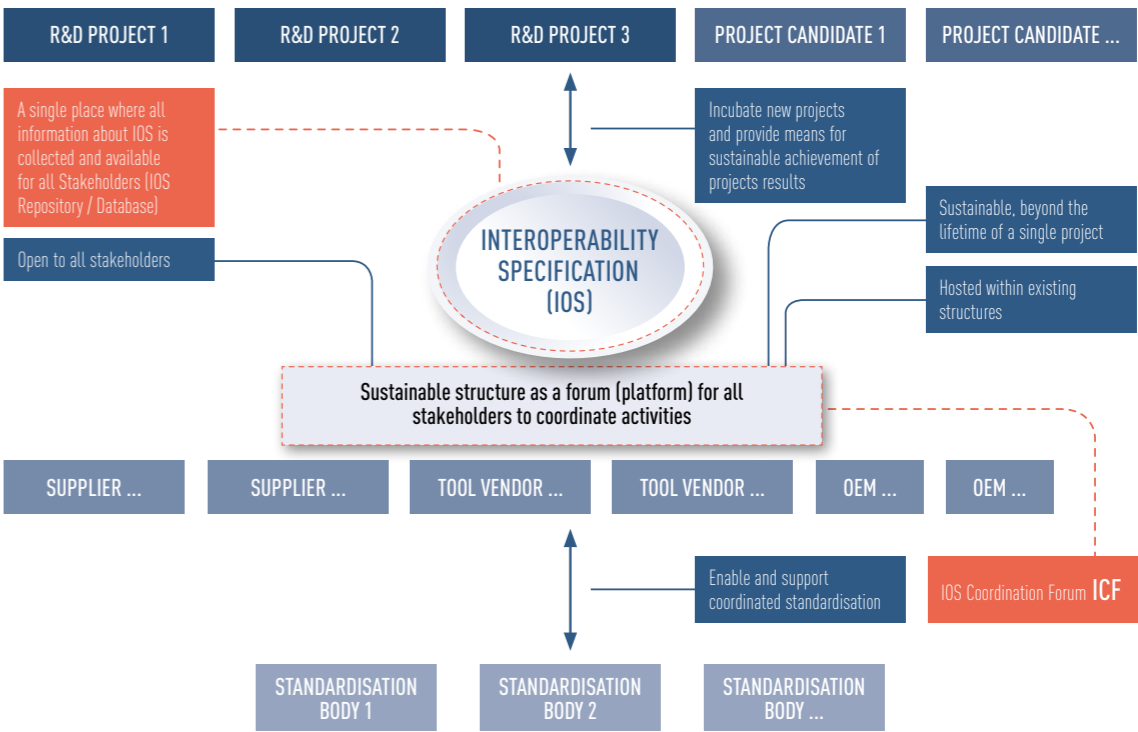 R&D PROJECT 1
R&D PROJECT 2
R&D PROJECT 3
PROJECT CANDIDATE 1
PROJECT CANDIDATE ...
A single place where all
information about IOS is
collected and available
for all Stakeholders (IOS
Repository / Database)
Incubate new projects
and provide means for
sustainable achievement of
projects results
Sustainable, beyond the
lifetime of a single project
Open to all stakeholders
INTEROPERABILITY
SPECIFICATION
(IOS)
Hosted within existing
structures
Sustainable structure as a forum (platform) for all
stakeholders to coordinate activities
SUPPLIER ...
SUPPLIER ...
TOOL VENDOR ...
TOOL VENDOR ...
OEM ...
OEM ...
Enable and support
coordinated standardisation
IOS Coordination Forum ICF
STANDARDISATION
BODY 1
STANDARDISATION
BODY 2
STANDARDISATION
BODY ...